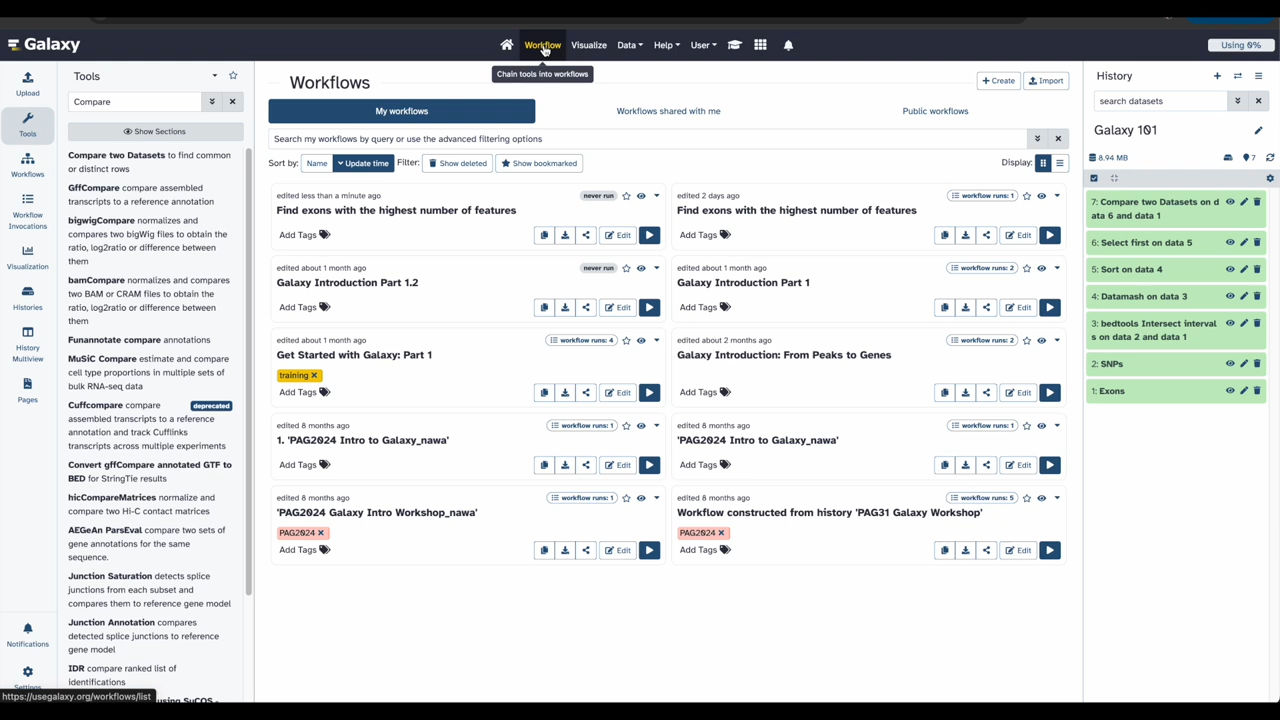 Galaxy
Workflow
Visualize
Data
Help
User
Using 0%
Chain tools into workflows
Upload
Tools
Workflows
Workflow
Invocations
Visualization
Histories
History
Multiview
Pages
Notifications
Settings
Tools
Compare
Show Sections
Compare two Datasets to find common
or distinct rows
GffCompare compare assembled
transcripts to a reference annotation
bigwigCompare normalizes and
compares two bigWig files to obtain the
ratio, log2ratio or difference between
them
bamCompare normalizes and compares
two BAM or CRAM files to obtain the
ratio, log2ratio or difference between
them
Funannotate compare annotations
MuSiC Compare estimate and compare
cell type proportions in multiple sets of
bulk RNA-seq data
Cuffcompare compare deprecated
assembled transcripts to a reference
annotation and track Cufflinks
transcripts across multiple experiments
Convert gffCompare annotated GTF to
BED for StringTie results
hicCompareMatrices normalize and
compare two Hi-C contact matrices
AEGeAn ParsEval compare two sets of
gene annotations for the same
sequence.
Junction Saturation detects splice
junctions from each subset and
compares them to reference gene model
Junction Annotation compares
detected splice junctions to reference
gene model
IDR compare ranked list of
identifications
using SuCOS -
https://usegalaxy.org/workflows/list
Workflows
Create
Import
My workflows
Workflows shared with me
Public workflows
Search my workflows by query or use the advanced filtering options
Sort by: Name Update time Filter: Show deleted Show bookmarked
Display:
edited less than a minute ago never run
Find exons with the highest number of features
Add Tags Edit
edited 2 days ago workflow runs: 1
Find exons with the highest number of features
Add Tags Edit
edited about 1 month ago never run
Galaxy Introduction Part 1.2
Add Tags Edit
edited about 1 month ago workflow runs: 2
Galaxy Introduction Part 1
Add Tags Edit
edited about 1 month ago workflow runs: 4
Get Started with Galaxy: Part 1
training
Add Tags Edit
edited about 2 months ago workflow runs: 2
Galaxy Introduction: From Peaks to Genes
Add Tags Edit
edited 8 months ago workflow runs: 1
1. 'PAG2024 Intro to Galaxy_nawa'
Add Tags Edit
edited 8 months ago workflow runs: 1
'PAG2024 Intro to Galaxy_nawa'
Add Tags Edit
edited 8 months ago workflow runs: 1
'PAG2024 Galaxy Intro Workshop_nawa'
PAG2024
Add Tags Edit
edited 8 months ago workflow runs: 5
Workflow constructed from history 'PAG31 Galaxy Workshop'
PAG2024
Add Tags Edit
History
search datasets
Galaxy 101
8.94 MB
7
7: Compare two Datasets on d
ata 6 and data 1
6: Select first on data 5
5: Sort on data 4
4: Datamash on data 3
3: bedtools Intersect interval
s on data 2 and data 1
2: SNPs
1: Exons